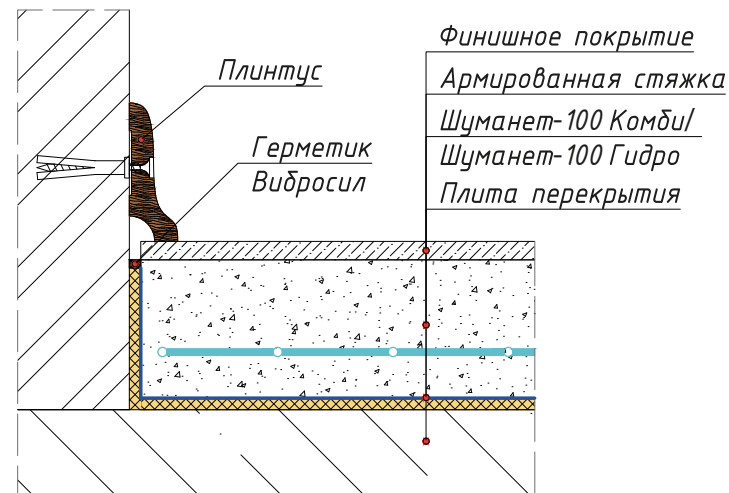 Плинтус
Герметик
Вибросил
Финишное покрытие
Армированная стяжка
Шуманет-100 Комби/
Шуманет-100 Гидро
Плита перекрытия